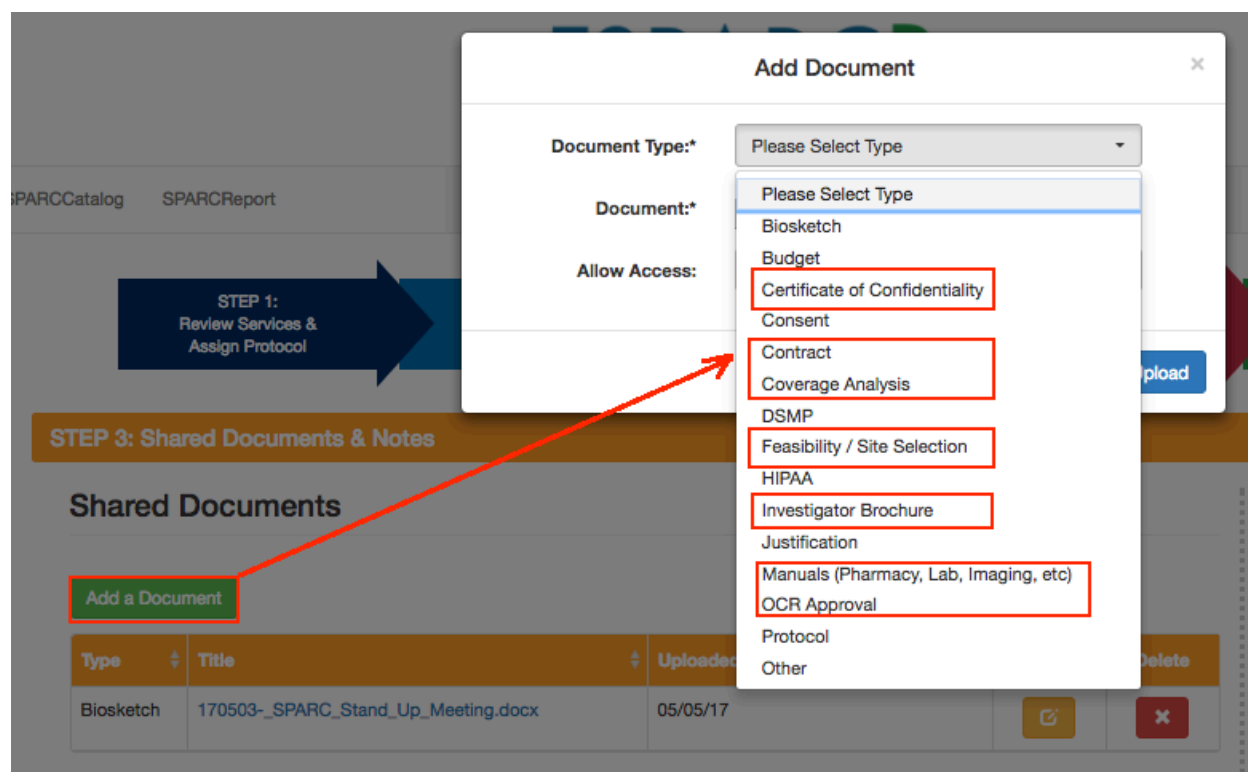 Add Document
×
Document Type:*
Please Select Type
SPARCCatalog
SPARCReport
Document:*
Allow Access:
Please Select Type
Biosketch
Budget
Certificate of Confidentiality
Consent
Contract
Coverage Analysis
DSMP
Feasibility / Site Selection
HIPAA
Investigator Brochure
Justification
Manuals (Pharmacy, Lab, Imaging, etc)
OCR Approval
Protocol
Other
pload
STEP 1:
Review Services &
Assign Protocol
STEP 3: Shared Documents & Notes
Shared Documents
Add a Document
Type
Title
Uploaded
Delete
Biosketch
170503-_SPARC_Stand_Up_Meeting.docx
05/05/17